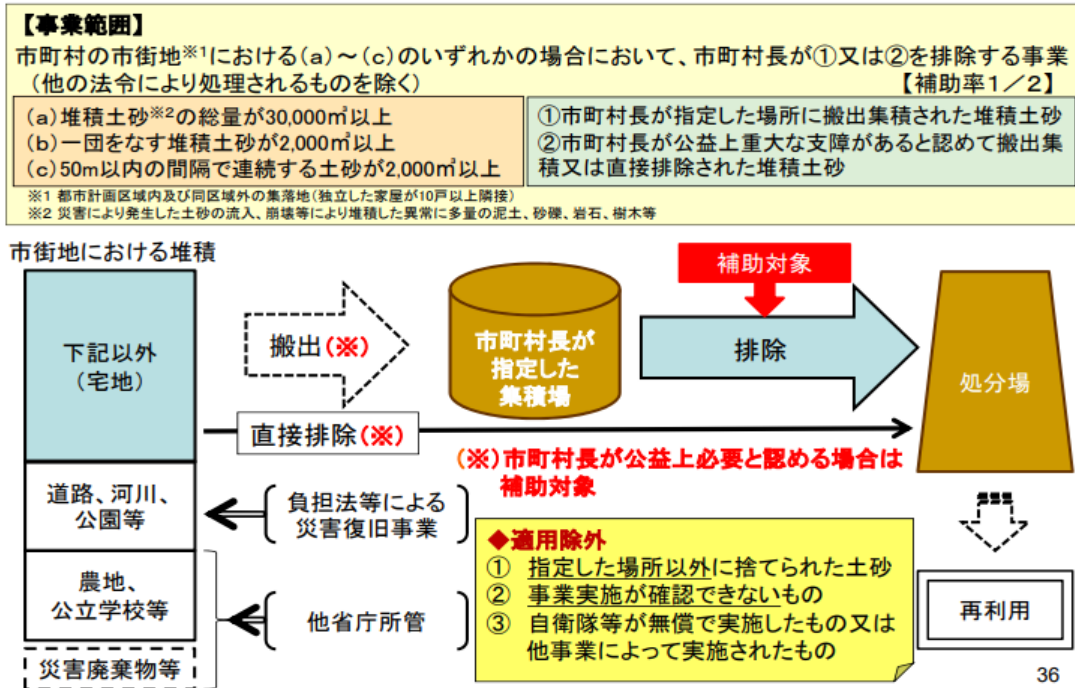 【事業範囲】
市町村の市街地※1における(a)~(c)のいずれかの場合において、市町村長が①又は②を排除する事業
(他の法令により処理されるものを除く)
【補助率1/2】
(a)堆積土砂※2の総量が30,000㎥以上
(b)一団をなす堆積土砂が2,000㎥以上
(c)50m以内の間隔で連続する土砂が2,000㎥以上
①市町村長が指定した場所に搬出集積された堆積土砂
②市町村長が公益上重大な支障があると認めて搬出集
積又は直接排除された堆積土砂
※1 都市計画区域内及び同区域外の集落地(独立した家屋が10戸以上隣接)
※2 災害により発生した土砂の流入、崩壊等により堆積した異常に多量の泥土、砂礫、岩石、樹木等
市街地における堆積
補助対象
下記以外
(宅地)
搬出(※)
市町村長が
指定した
集積場
排除
処分場
直接排除(※)
(※)市町村長が公益上必要と認める場合は
補助対象
道路、河川、
公園等
負担法等による
災害復旧事業
農地、
公立学校等
他省庁所管
災害廃棄物等
◆適用除外
① 指定した場所以外に捨てられた土砂
② 事業実施が確認できないもの
③ 自衛隊等が無償で実施したもの又は
他事業によって実施されたもの
再利用
36